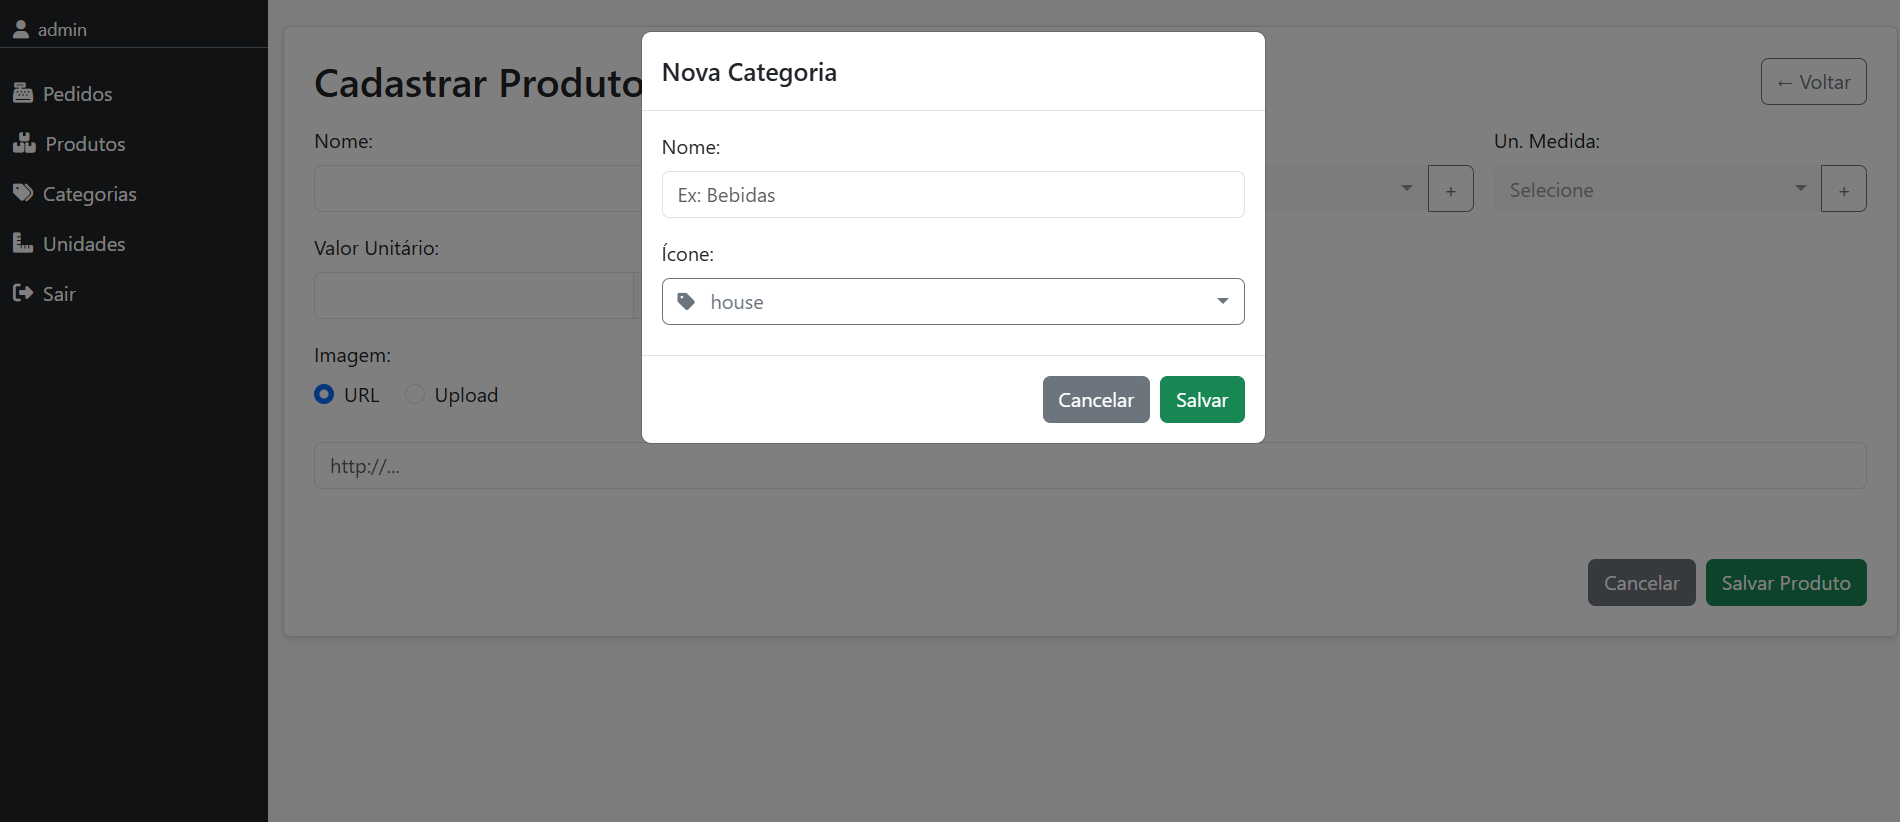 admin
Pedidos
Produtos
Categorias
Unidades
Sair
Cadastrar Produto
← Voltar
Nome:
Un. Medida:
+
Selecione
+
Valor Unitário:
Imagem:
URL
Upload
http://...
Cancelar
Salvar Produto
Nova Categoria
Nome:
Ex: Bebidas
Ícone:
house
Cancelar
Salvar